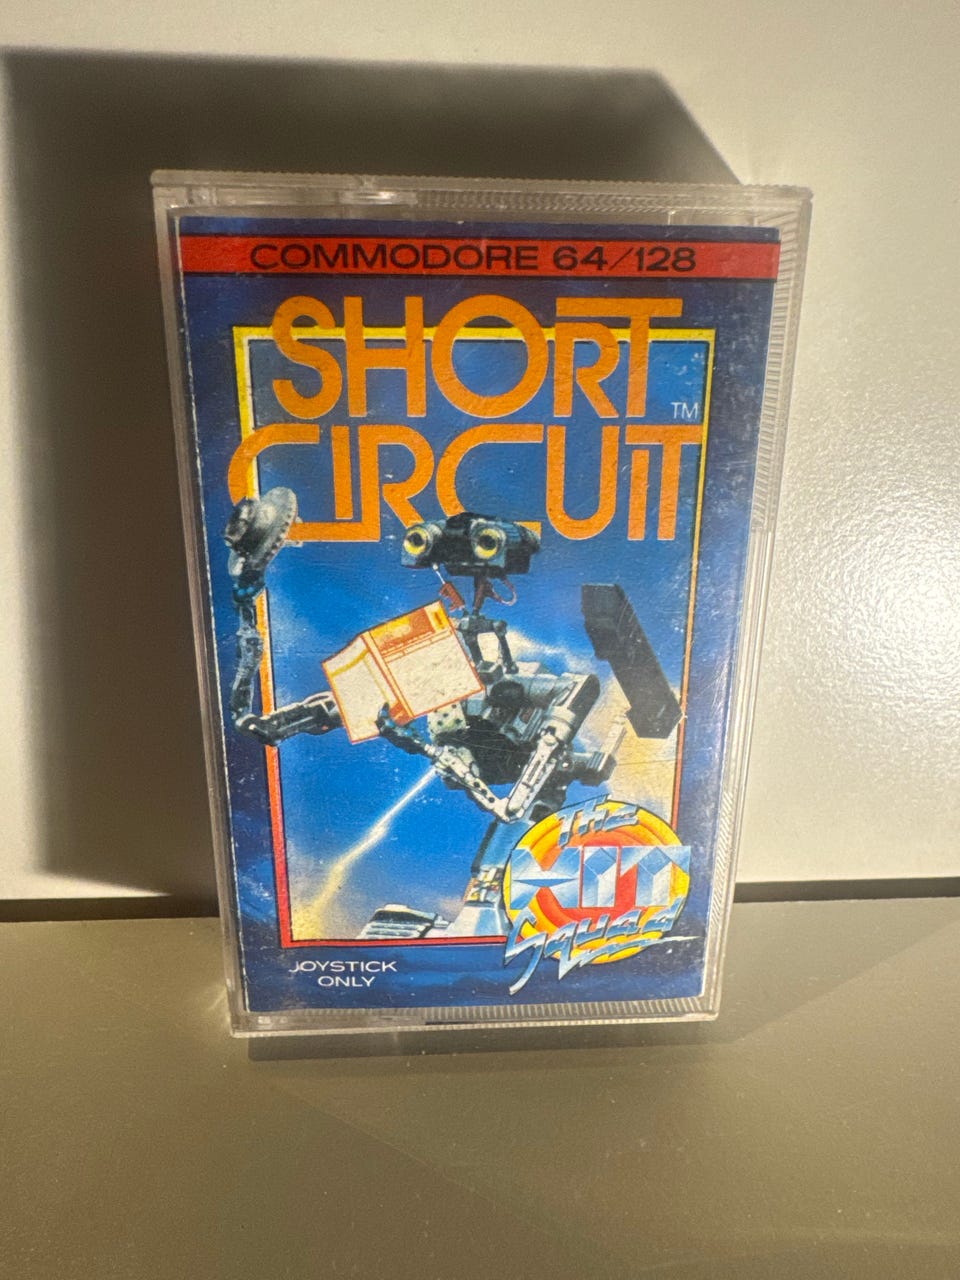 COMMODORE 64/128
SHORT
CIRCUIT TM
The
HIT
Squad
JOYSTICK
ONLY